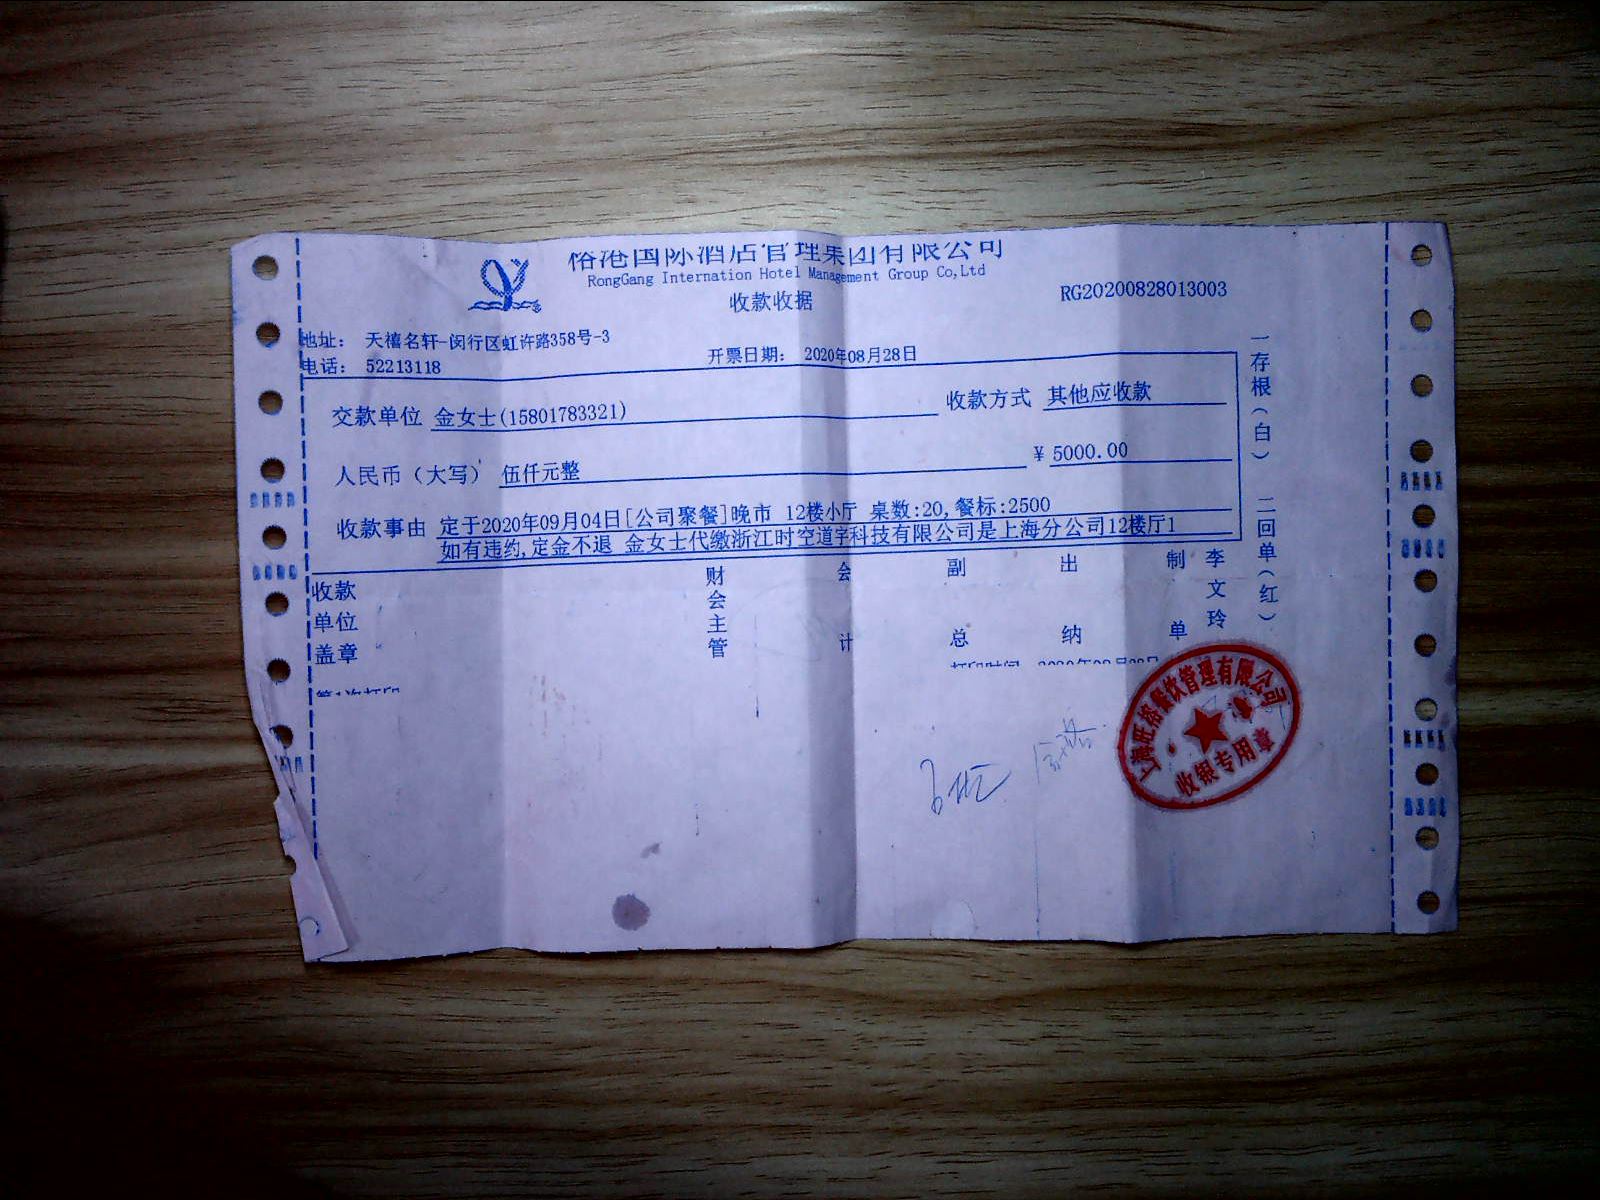 国际酒店管理集团有限公司
RongGang Internation Hotel Management Group Co,Ltd
收款收据
RG20200828013003
地址： 天禧名轩-闵行区虹许路358号-3
电话： 52213118
开票日期： 2020年08月28日
交款单位 金女士(15801783321)
收款方式 其他应收款
人民币（大写） 伍仟元整
¥ 5000.00
收款事由 定于2020年09月04日[公司聚餐]晚市 12楼小厅 桌数:20,餐标:2500
如有违约,定金不退 金女士代缴浙江时空道宇科技有限公司是上海分公司12楼厅1
收款单位盖章
财会主管
会计
副总
出纳
制单
李文玲
一存根（白） 二回单（红）
餐饮管理有限公司
收银专用章